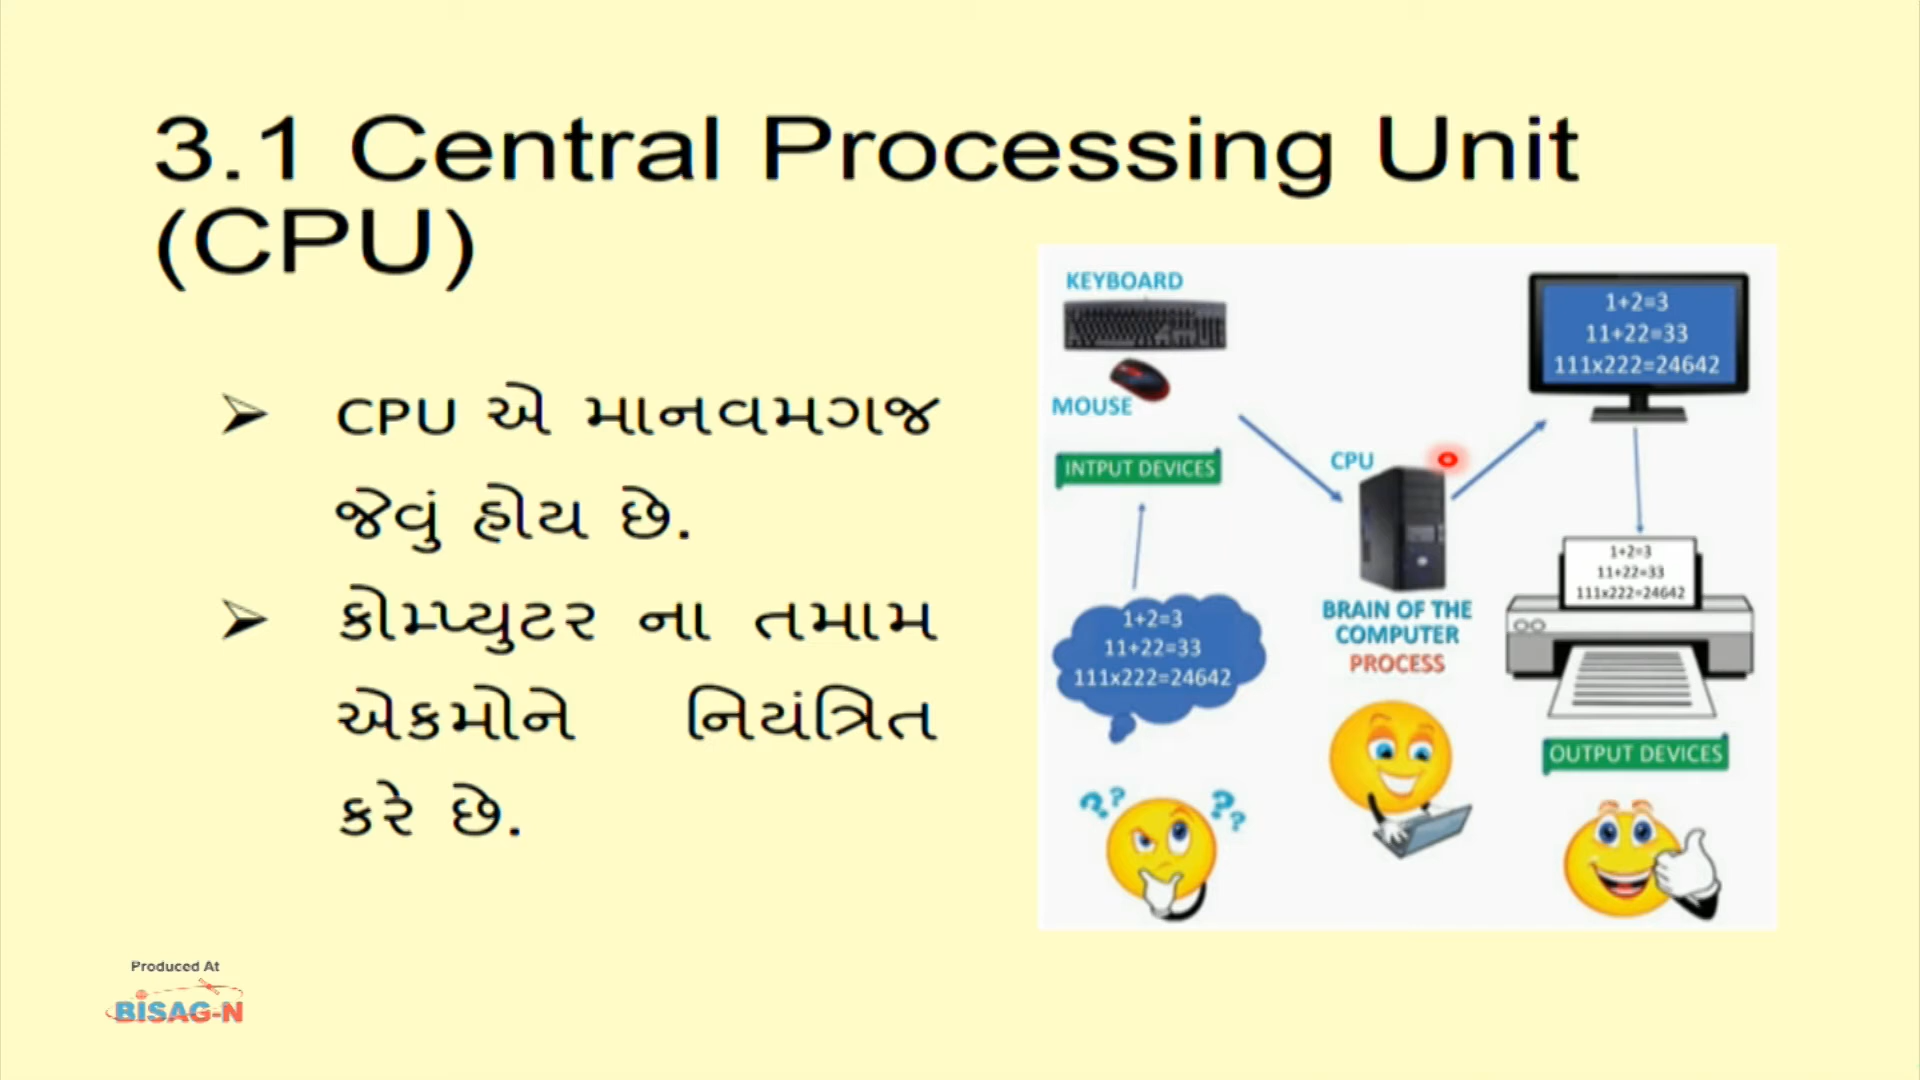 3.1 Central Processing Unit
(CPU)
➢ CPU એ માનવમગજ
જેવું હોય છે.
➢ કોમ્પ્યુટર ના તમામ
એકમોને નિયંત્રિત
કરે છે.
KEYBOARD
MOUSE
INTPUT DEVICES
1+2=3
11+22=33
111x222=24642
?? ??
CPU
BRAIN OF THE
COMPUTER
PROCESS
1+2=3
11+22=33
111x222=24642
1+2=3
11+22=33
111x222=24642
OUTPUT DEVICES
Produced At
BISAG-N